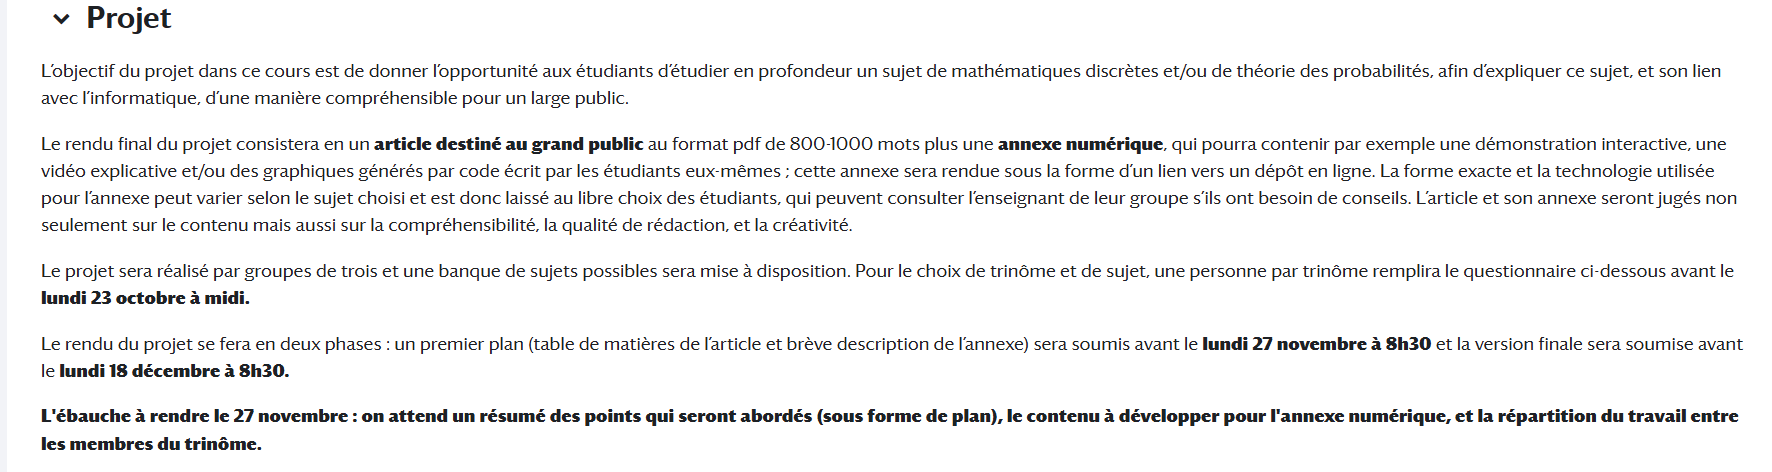 Projet
L'objectif du projet dans ce cours est de donner l'opportunité aux étudiants d'étudier en profondeur un sujet de mathématiques discrètes et/ou de théorie des probabilités, afin d'expliquer ce sujet, et son lien
avec l'informatique, d'une manière compréhensible pour un large public.
Le rendu final du projet consistera en un article destiné au grand public au format pdf de 800-1000 mots plus une annexe numérique, qui pourra contenir par exemple une démonstration interactive, une
vidéo explicative et/ou des graphiques générés par code écrit par les étudiants eux-mêmes ; cette annexe sera rendue sous la forme d'un lien vers un dépôt en ligne. La forme exacte et la technologie utilisée
pour l'annexe peut varier selon le sujet choisi et est donc laissé au libre choix des étudiants, qui peuvent consulter l'enseignant de leur groupe s'ils ont besoin de conseils. L'article et son annexe seront jugés non
seulement sur le contenu mais aussi sur la compréhensibilité, la qualité de rédaction, et la créativité.
Le projet sera réalisé par groupes de trois et une banque de sujets possibles sera mise à disposition. Pour le choix de trinôme et de sujet, une personne par trinôme remplira le questionnaire ci-dessous avant le
lundi 23 octobre à midi.
Le rendu du projet se fera en deux phases : un premier plan (table de matières de l'article et brève description de l'annexe) sera soumis avant le lundi 27 novembre à 8h30 et la version finale sera soumise avant
le lundi 18 décembre à 8h30.
L'ébauche à rendre le 27 novembre : on attend un résumé des points qui seront abordés (sous forme de plan), le contenu à développer pour l'annexe numérique, et la répartition du travail entre
les membres du trinôme.